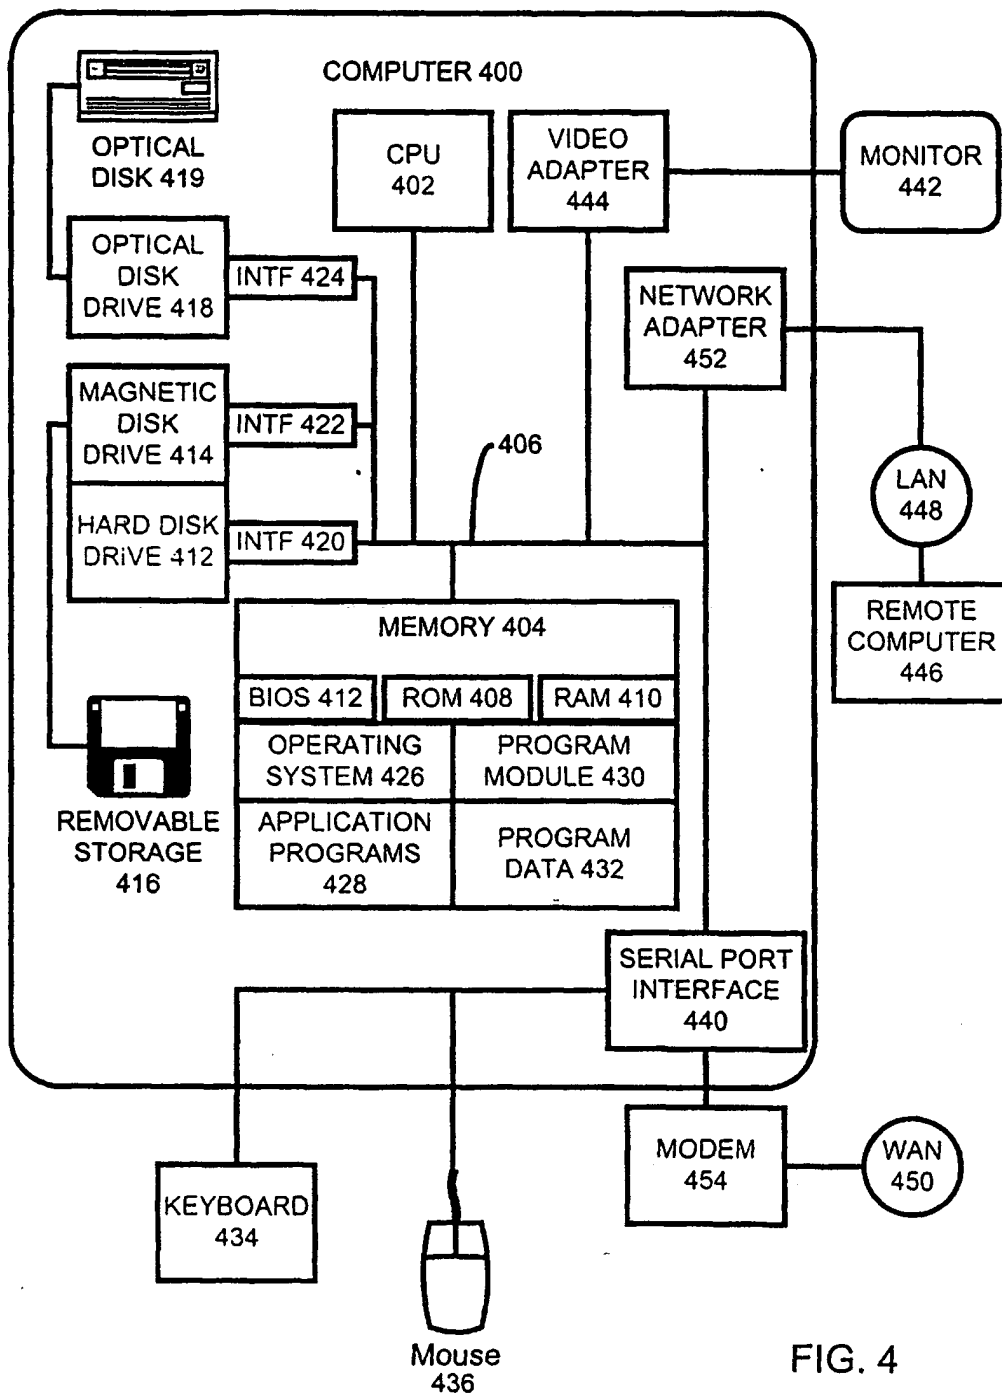 COMPUTER 400
OPTICAL
DISK 419
CPU
402
VIDEO
ADAPTER
444
MONITOR
442
OPTICAL
DISK
DRIVE 418
INTF 424
NETWORK
ADAPTER
452
MAGNETIC
DISK
DRIVE 414
INTF 422
406
LAN
448
HARD DISK
DRIVE 412
INTF 420
REMOTE
COMPUTER
446
MEMORY 404
BIOS 412
ROM 408
RAM 410
OPERATING
SYSTEM 426
PROGRAM
MODULE 430
APPLICATION
PROGRAMS
428
PROGRAM
DATA 432
REMOVABLE
STORAGE
416
SERIAL PORT
INTERFACE
440
MODEM
454
WAN
450
KEYBOARD
434
Mouse
436
FIG. 4